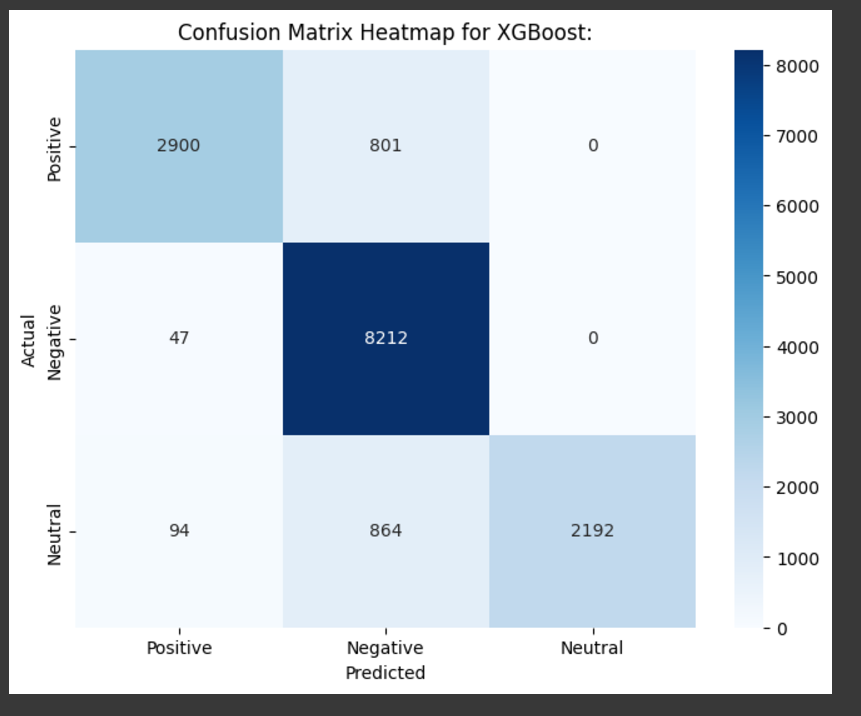 Confusion Matrix Heatmap for XGBoost:
Positive
2900
801
0
Actual
Negative
47
8212
0
Neutral
94
864
2192
Positive
Negative
Neutral
Predicted
8000
7000
6000
5000
4000
3000
2000
1000
0